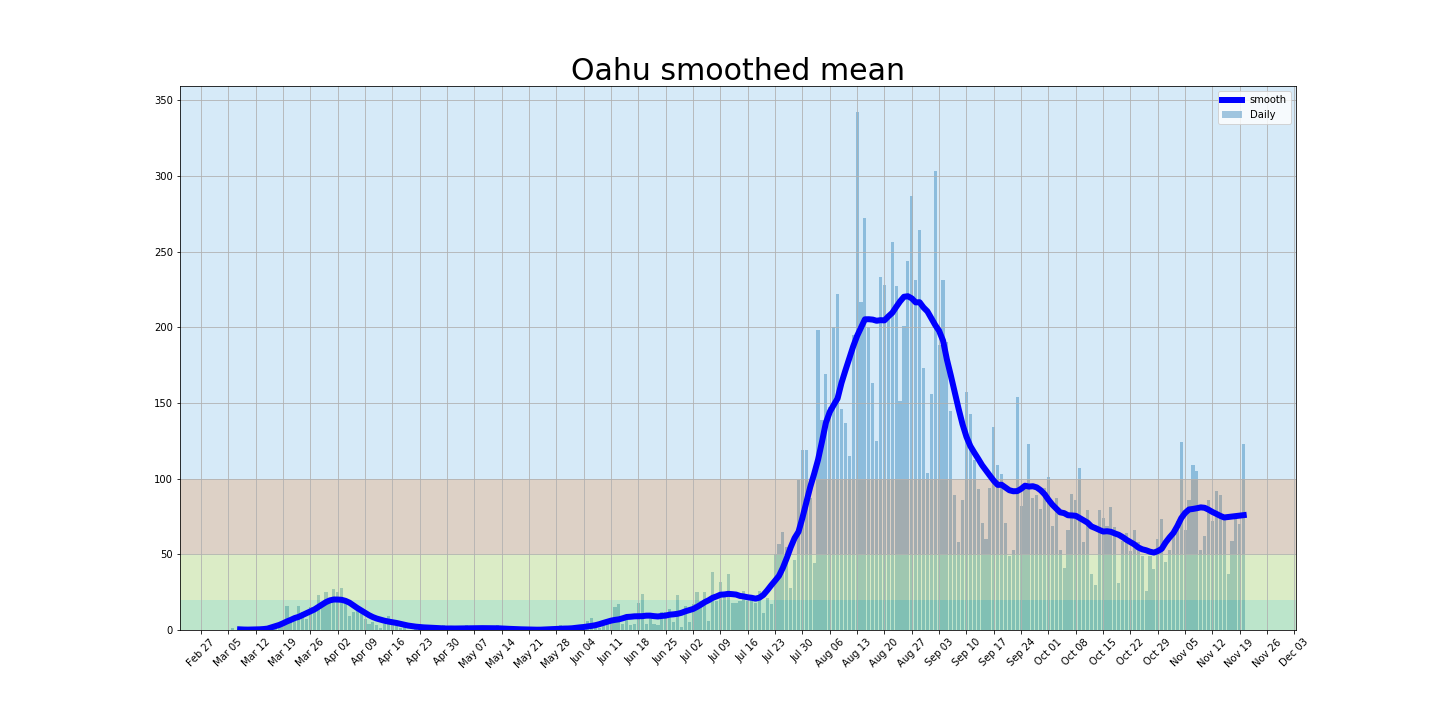 Oahu smoothed mean
smooth
Daily
350
300
250
200
150
100
50
0
Feb 27
Mar 05
Mar 12
Mar 19
Mar 26
Apr 02
Apr 09
Apr 16
Apr 23
Apr 30
May 07
May 14
May 21
May 28
Jun 04
Jun 11
Jun 18
Jun 25
Jul 02
Jul 09
Jul 16
Jul 23
Jul 30
Aug 06
Aug 13
Aug 20
Aug 27
Sep 03
Sep 10
Sep 17
Sep 24
Oct 01
Oct 08
Oct 15
Oct 22
Oct 29
Nov 05
Nov 12
Nov 19
Nov 26
Dec 03